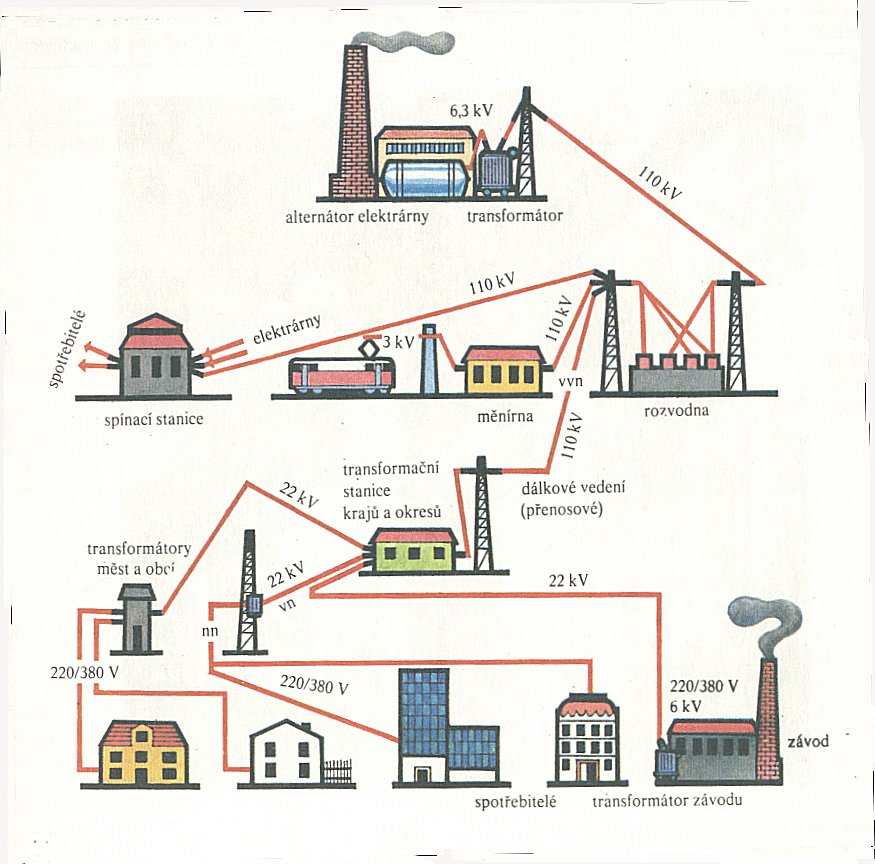 6,3 kV
alternátor elektrárny
transformátor
110 kV
110 kV
elektrárny
spotřebitelé
spínací stanice
3 kV
měnírna
110 kV
vvn
110 kV
rozvodna
transformační
stanice
krajů a okresů
dálkové vedení
(přenosové)
22 kV
transformátory
měst a obcí
22 kV
vn
nn
22 kV
220/380 V
220/380 V
220/380 V
6 kV
závod
spotřebitelé
transformátor závodu